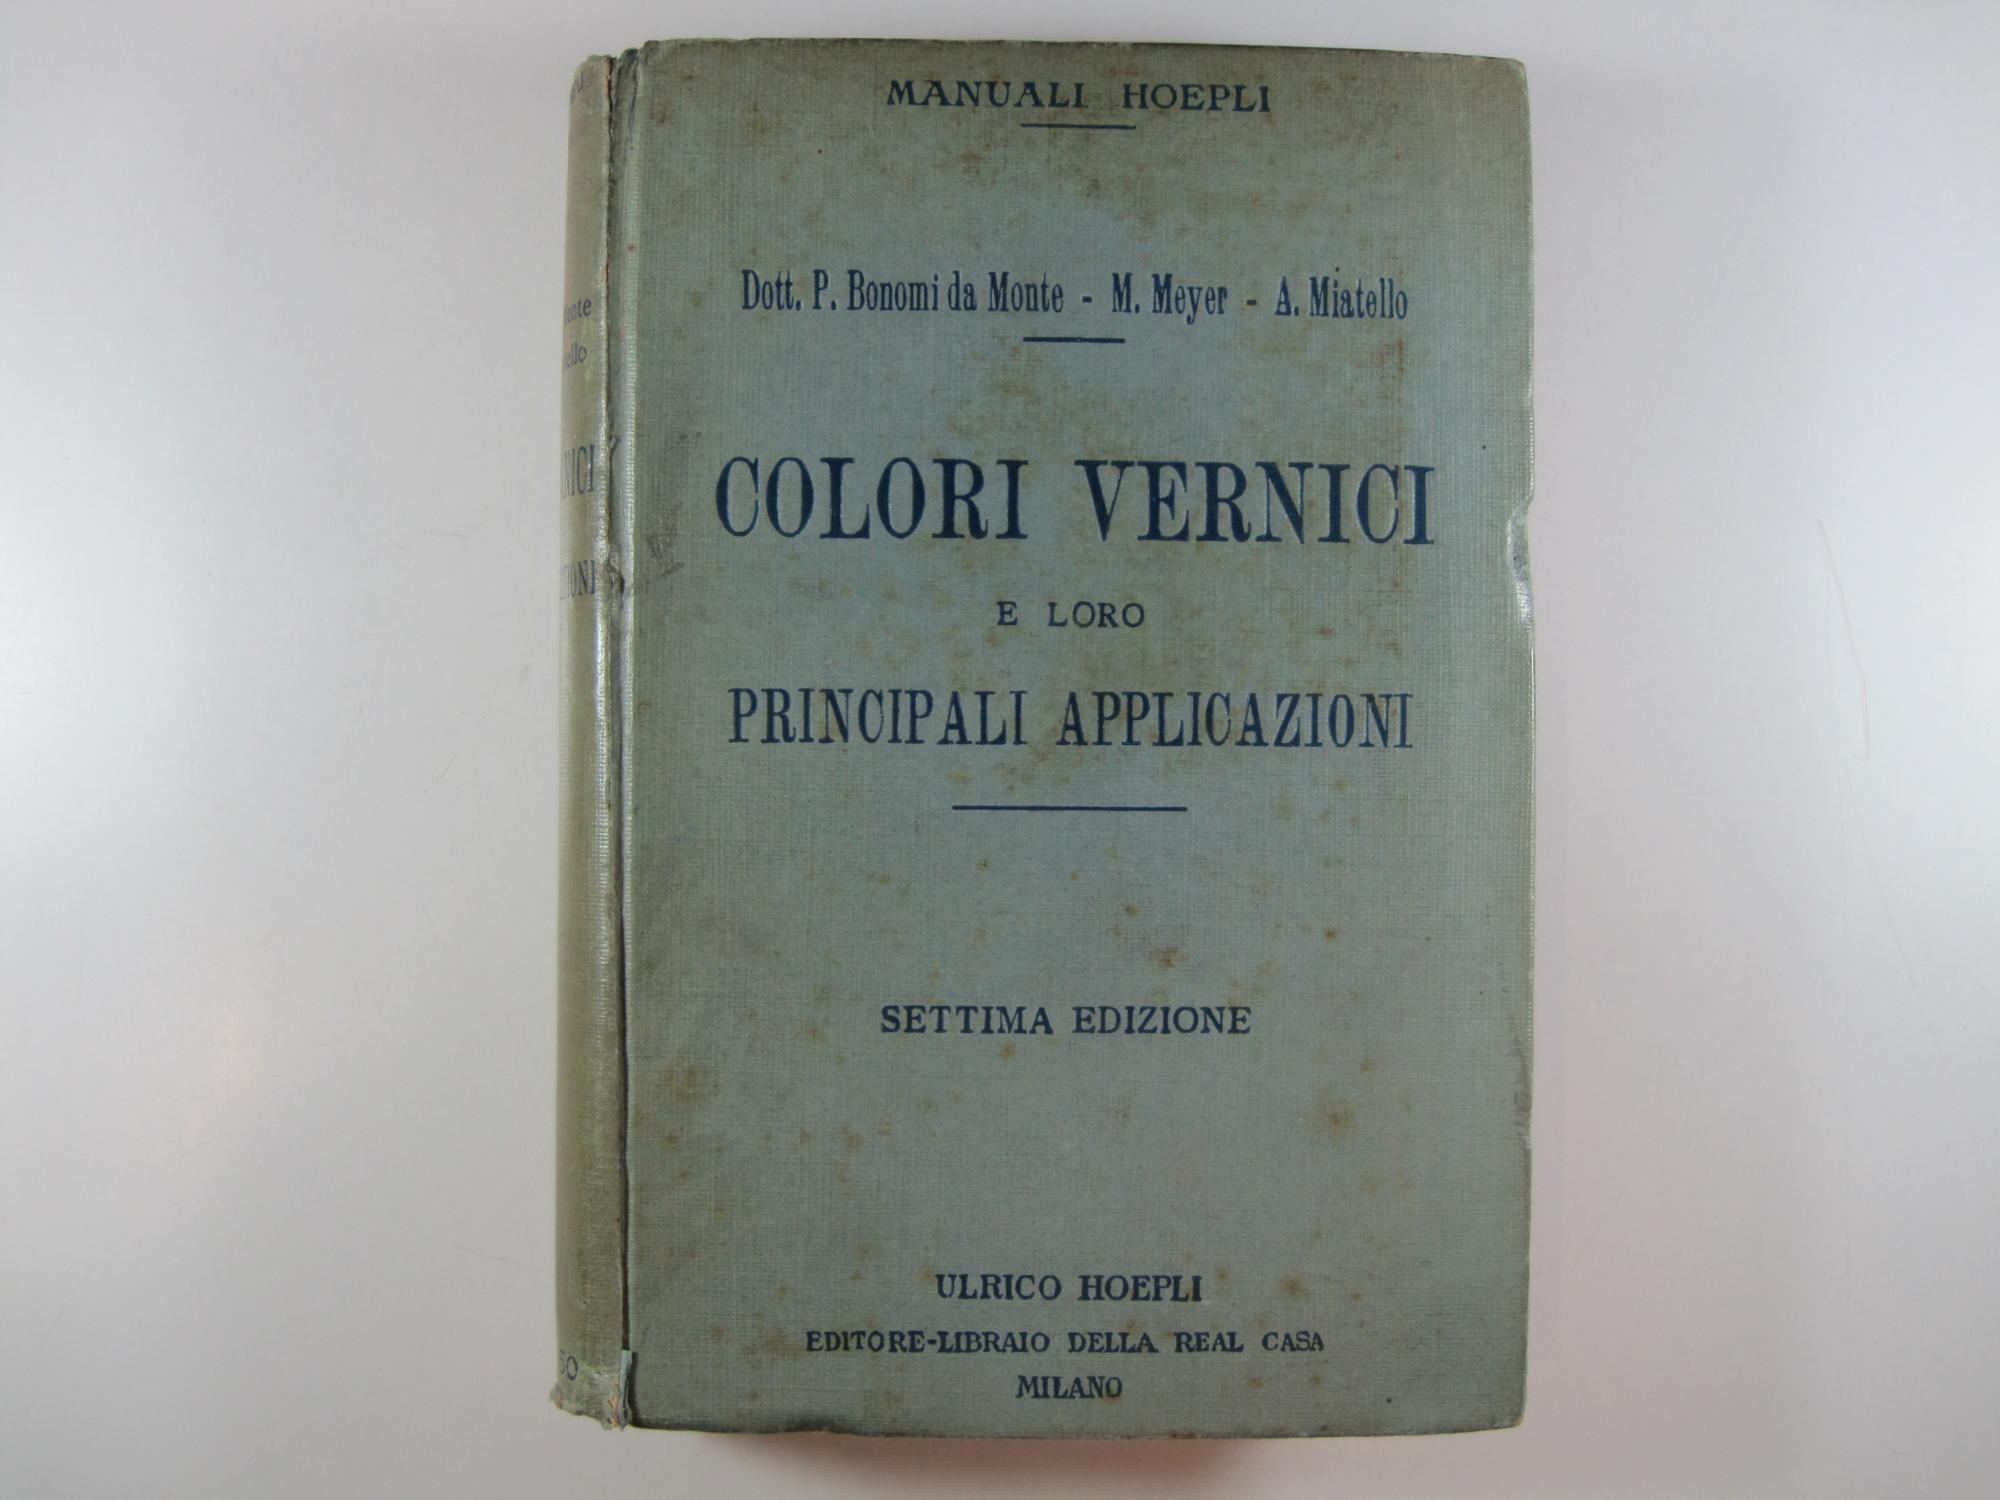 MANUALI HOEPLI
Dott. P. Bonomi da Monte - M. Meyer - A. Miatello
COLORI VERNICI
E LORO
PRINCIPALI APPLICAZIONI
SETTIMA EDIZIONE
ULRICO HOEPLI
EDITORE-LIBRAIO DELLA REAL CASA
MILANO